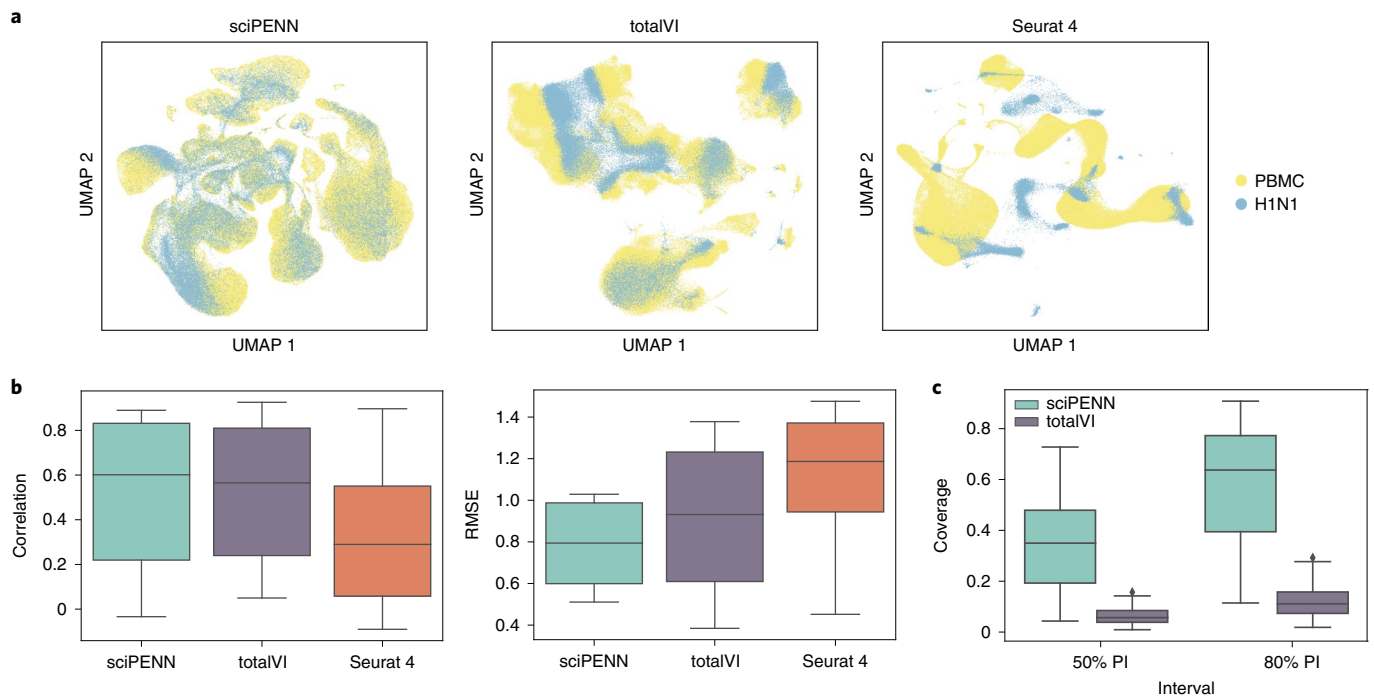 a
sciPENN
totalVI
Seurat 4
UMAP 2
UMAP 2
UMAP 2
UMAP 1
UMAP 1
UMAP 1
PBMC
H1N1
b
Correlation
0.8
0.6
0.4
0.2
0
sciPENN
totalVI
Seurat 4
RMSE
1.4
1.2
1.0
0.8
0.6
0.4
sciPENN
totalVI
Seurat 4
c
sciPENN
totalVI
Coverage
0.8
0.6
0.4
0.2
0
50% PI
80% PI
Interval